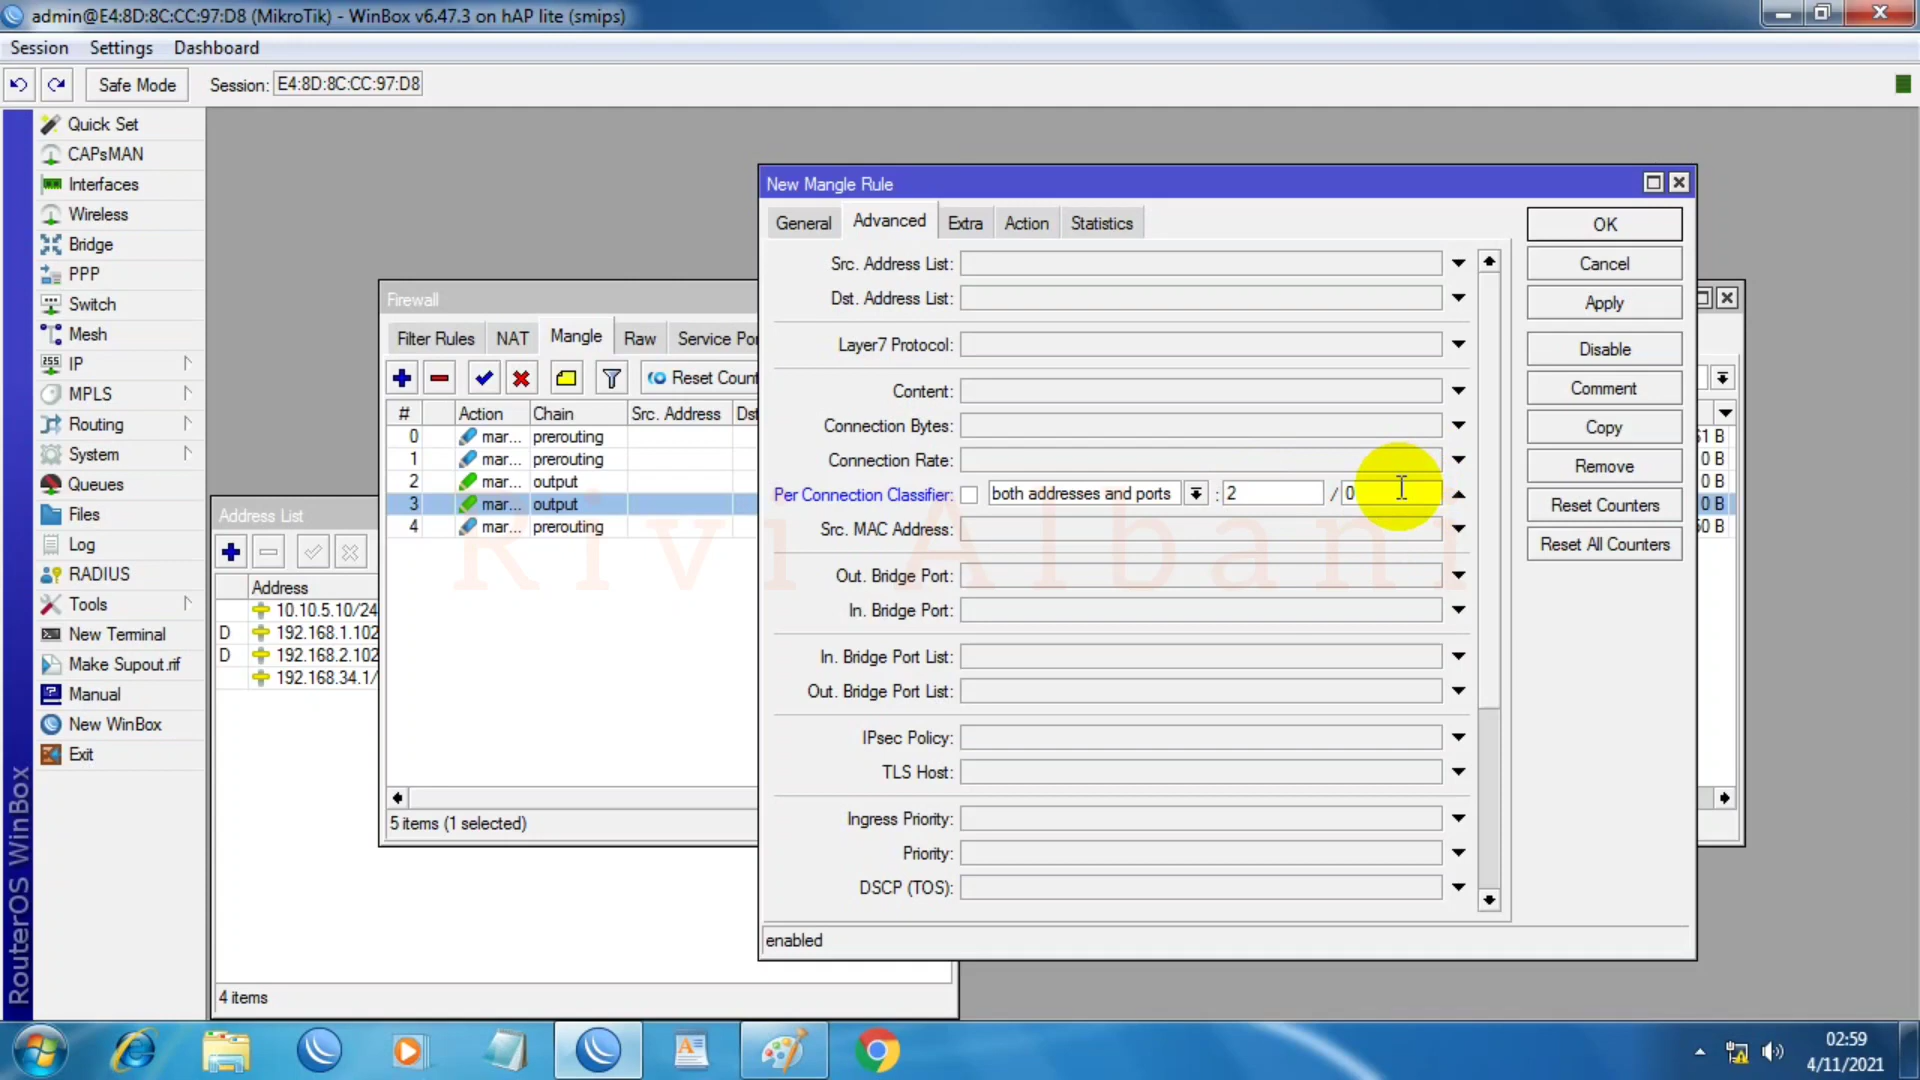 admin@E4:8D:8C:CC:97:D8 (MikroTik) - WinBox v6.47.3 on hAP lite (smips)
Session Settings Dashboard
Safe Mode Session: E4:8D:8C:CC:97:D8
Quick Set
CAPsMAN
Interfaces
Wireless
Bridge
PPP
Switch
Mesh
IP
MPLS
Routing
System
Queues
Files
Log
RADIUS
Tools
New Terminal
Make Supout.rif
Manual
New WinBox
Exit
RouterOS WinBox
Address List
Address
10.10.5.10/24
D 192.168.1.102
D 192.168.2.102
192.168.34.1/
4 items
Firewall
Filter Rules NAT Mangle Raw Service Por
Reset Count
# Action Chain Src. Address Dst
0 mar... prerouting
1 mar... prerouting
2 mar... output
3 mar... output
4 mar... prerouting
5 items (1 selected)
New Mangle Rule
General Advanced Extra Action Statistics
Src. Address List:
Dst. Address List:
Layer7 Protocol:
Content:
Connection Bytes:
Connection Rate:
Per Connection Classifier: both addresses and ports : 2 / 0
Src. MAC Address:
Out. Bridge Port:
In. Bridge Port:
In. Bridge Port List:
Out. Bridge Port List:
IPsec Policy:
TLS Host:
Ingress Priority:
Priority:
DSCP (TOS):
enabled
OK
Cancel
Apply
Disable
Comment
Copy
Remove
Reset Counters
Reset All Counters
51 B
0 B
0 B
0 B
50 B
Rivi Albani
02:59
4/11/2021